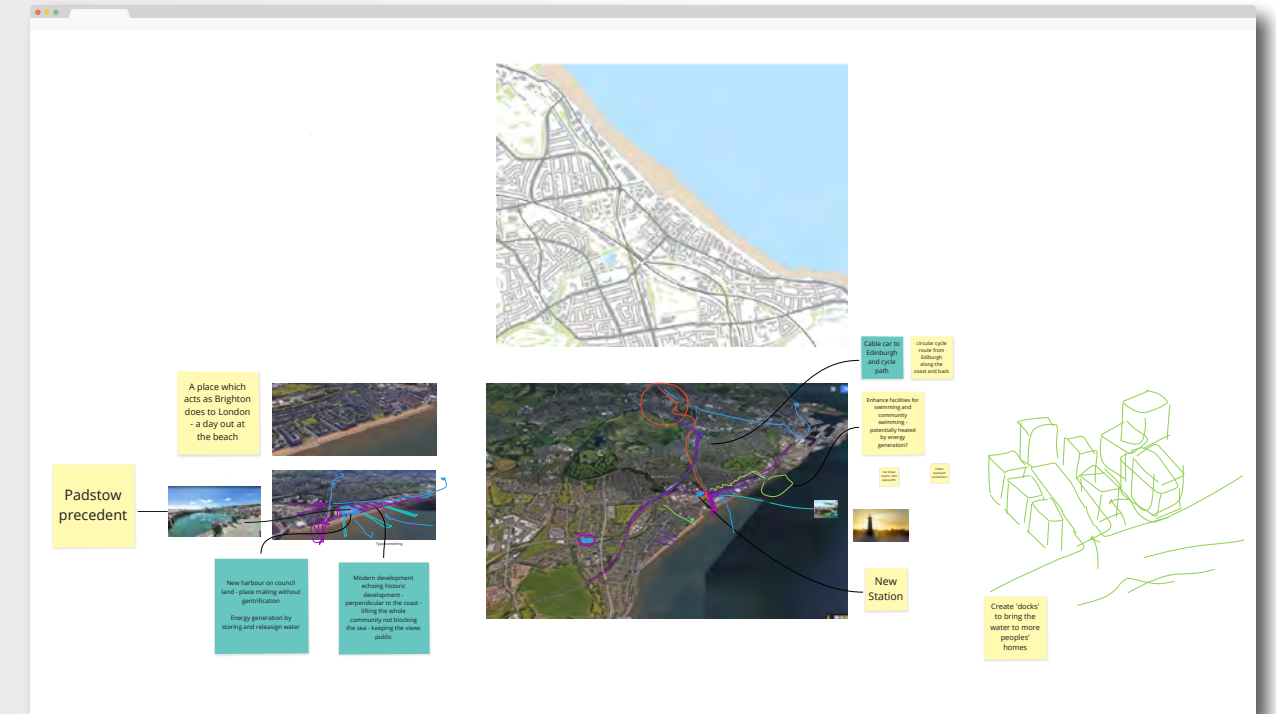 Cable car to
Edinburgh
and cycle
path
circular cycle
route from
Ediburgh
along the
coast and back
A place which
acts as Brighton
does to London
- a day out at
the beach
Enhance facilities for
swimming and
community
swimming -
potentially heated
by energy
generation?
Padstow
precedent
Type something
New harbour on council
land - place making without
gentrification
Energy generation by
storing and releasign water
Modern development
echoing historic
development -
perpendicular to the coast -
lifting the whole
community not blocking
the sea - keeping the views
public
New
Station
Create 'docks'
to bring the
water to more
peoples'
homes